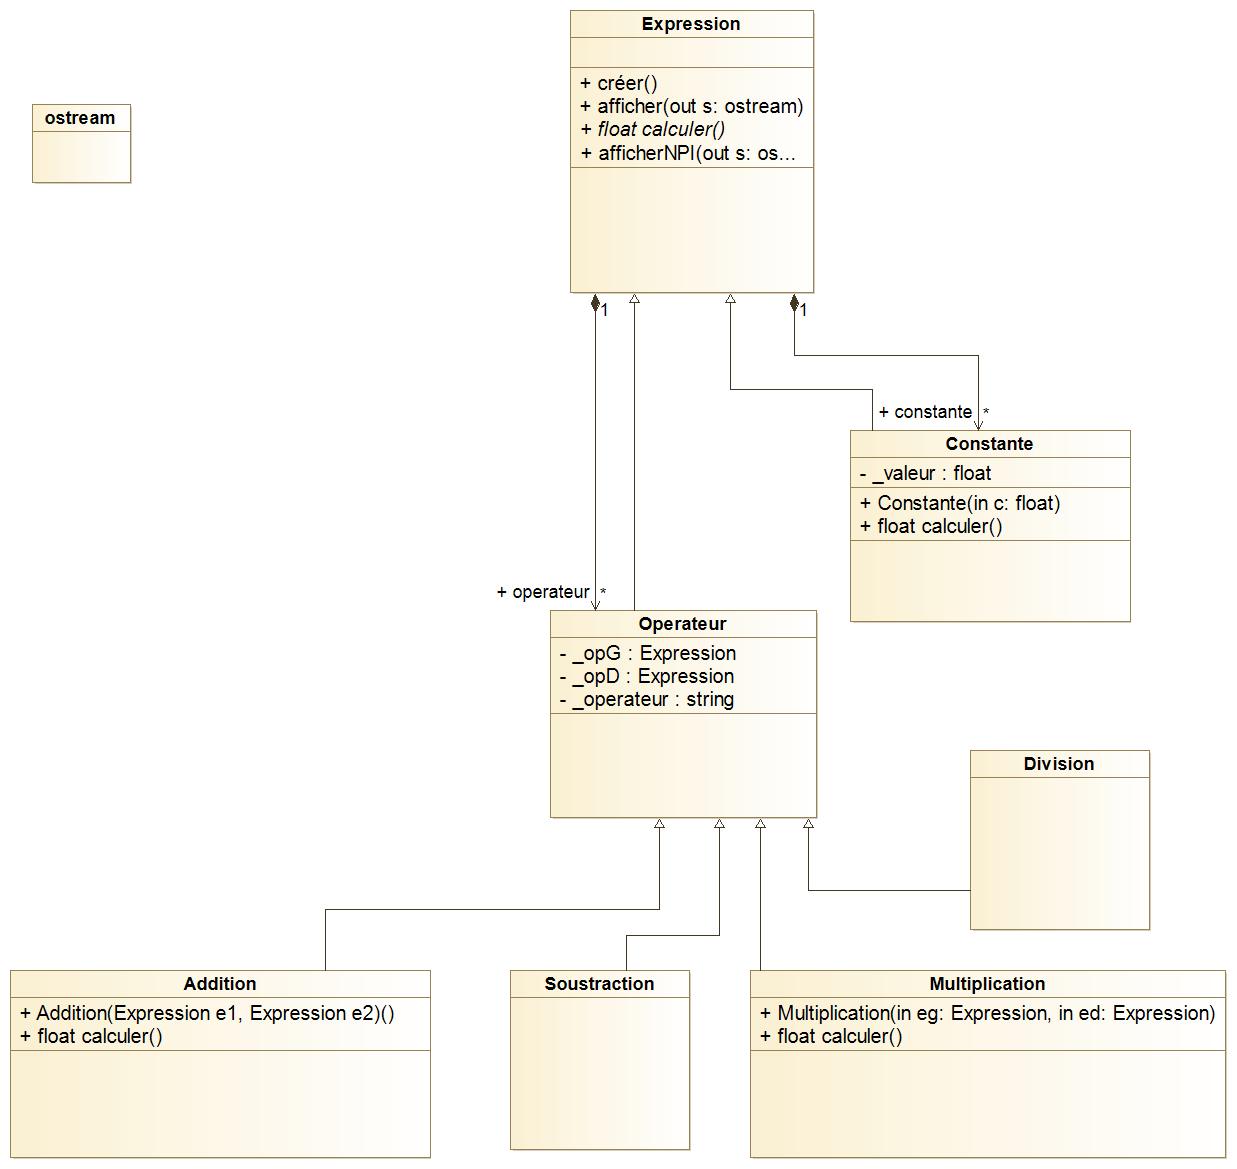 Expression
+ créer()
+ afficher(out s: ostream)
+ float calculer()
+ afficherNPI(out s: os...
ostream
1
1
+ constante *
Constante
- _valeur : float
+ Constante(in c: float)
+ float calculer()
+ operateur *
Operateur
- _opG : Expression
- _opD : Expression
- _operateur : string
Division
Addition
+ Addition(Expression e1, Expression e2)()
+ float calculer()
Soustraction
Multiplication
+ Multiplication(in eg: Expression, in ed: Expression)
+ float calculer()